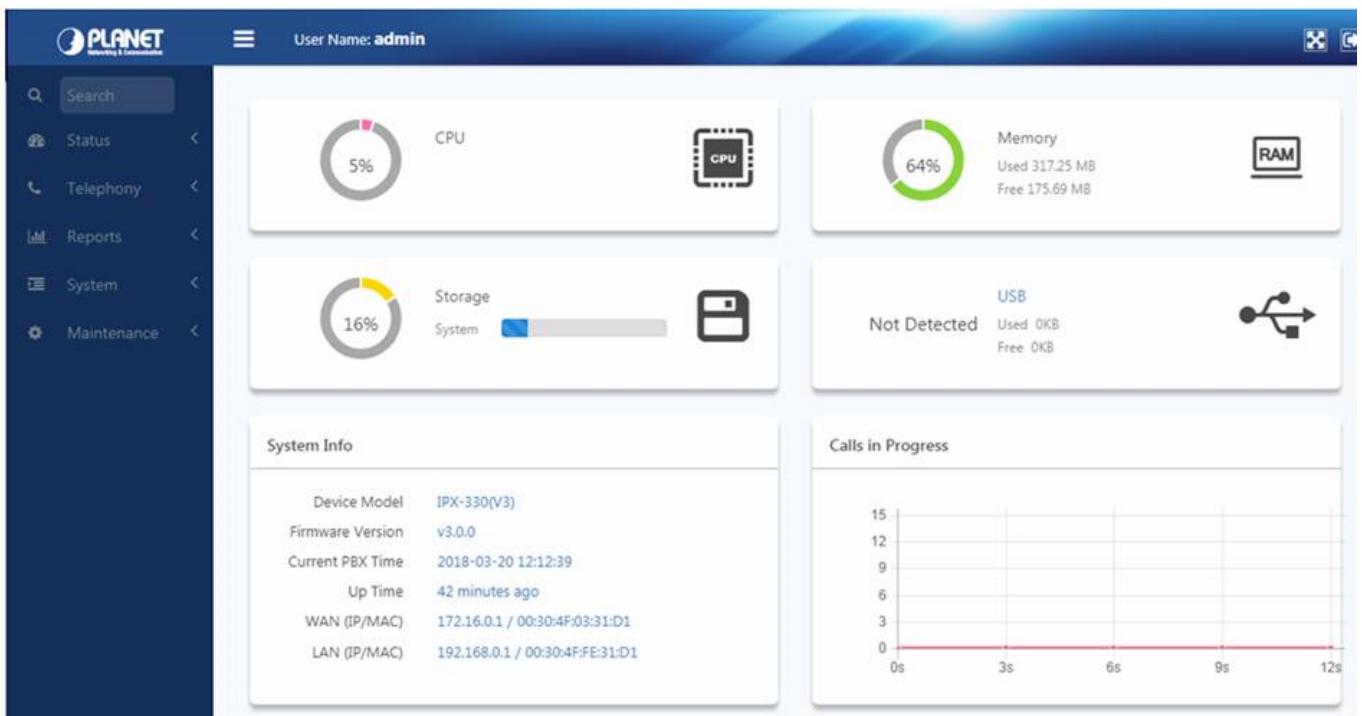 PLANET
Networking & Communication
User Name: admin
Search
Status
Telephony
Reports
System
Maintenance
5%
CPU
CPU
64%
Memory
Used 317.25 MB
Free 175.69 MB
RAM
16%
Storage
System
Not Detected
USB
Used 0KB
Free 0KB
System Info
Device Model IPX-330(V3)
Firmware Version v3.0.0
Current PBX Time 2018-03-20 12:12:39
Up Time 42 minutes ago
WAN (IP/MAC) 172.16.0.1 / 00:30:4F:03:31:D1
LAN (IP/MAC) 192.168.0.1 / 00:30:4F:FE:31:D1
Calls in Progress
15
12
9
6
3
0
0s 3s 6s 9s 12s